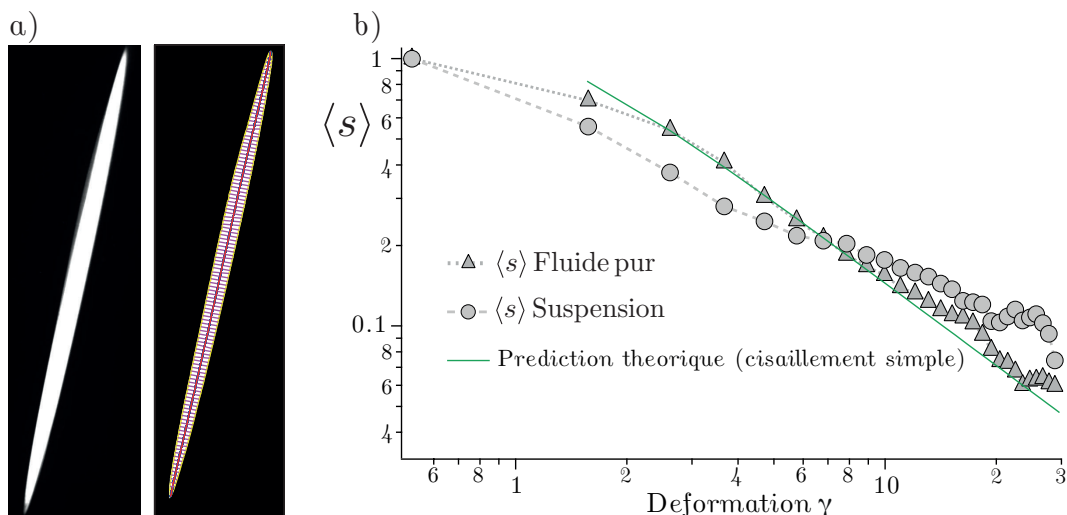 a)
b)
1
8
6
4
2
0.1
8
6
4
⟨s⟩
⟨s⟩ Fluide pur
⟨s⟩ Suspension
Prediction theorique (cisaillement simple)
6 8 1 2 4 6 8 10 2 3
Deformation γ